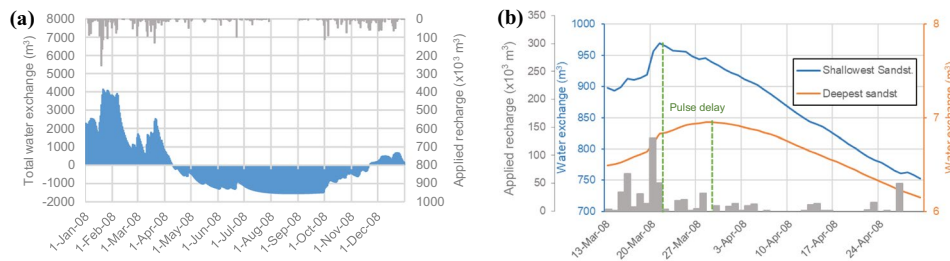 (a)
Total water exchange (m³)
8000
7000
6000
5000
4000
3000
2000
1000
0
-1000
-2000
0
100
200
300
400
500
600
700
800
900
1000
Applied recharge (x10³ m³)
1-Jan-08
1-Feb-08
1-Mar-08
1-Apr-08
1-May-08
1-Jun-08
1-Jul-08
1-Aug-08
1-Sep-08
1-Oct-08
1-Nov-08
1-Dec-08
(b)
Applied recharge (x10³ m³)
350
300
250
200
150
100
50
0
Water exchange (m³)
1000
950
900
850
800
750
700
Shallowest Sandst.
Deepest sandst
Pulse delay
8
7
6
Water exchange (m³)
13-Mar-08
20-Mar-08
27-Mar-08
3-Apr-08
10-Apr-08
17-Apr-08
24-Apr-08